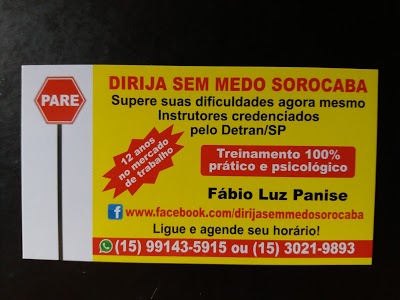 PARE
DIRIJA SEM MEDO SOROCABA
Supere suas dificuldades agora mesmo
Instrutores credenciados
pelo Detran/SP
12 anos
no mercado
de trabalho
Treinamento 100%
prático e psicológico
Fábio Luz Panise
f www.facebook.com/dirijasemmedosorocaba
Ligue e agende seu horário!
(15) 99143-5915 ou (15) 3021-9893